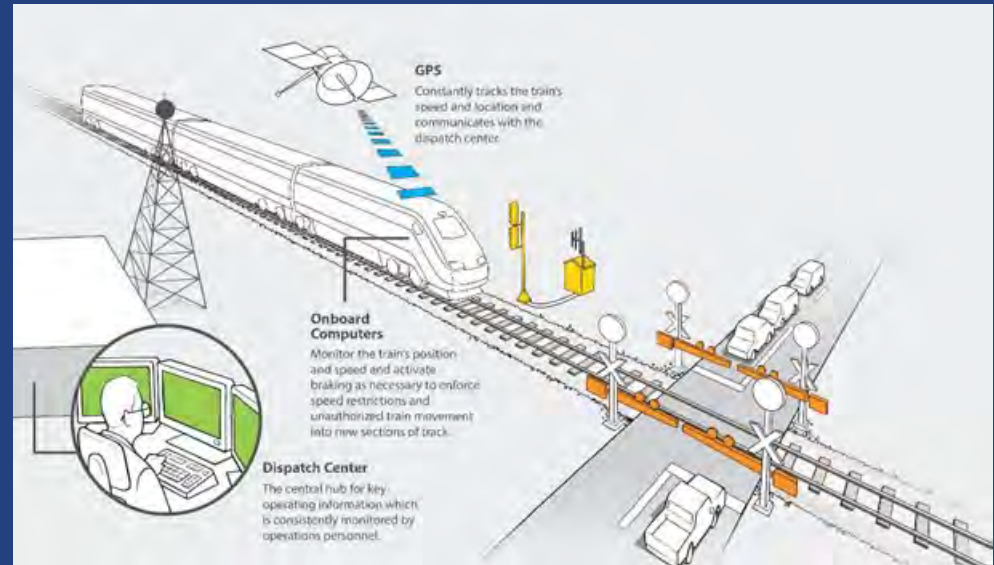 GPS
Constantly tracks the train's
speed and location and
communicates with the
dispatch center.
Onboard
Computers
Monitor the train's position
and speed and activate
braking as necessary to enforce
speed restrictions and
unauthorized train movement
into new sections of track.
Dispatch Center
The central hub for key
operating information which
is consistently monitored by
operations personnel.